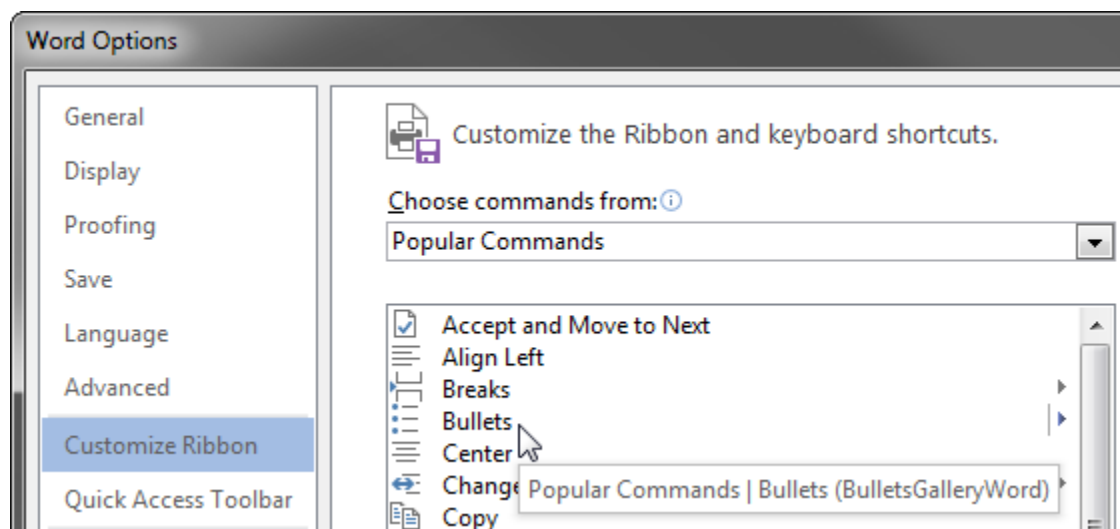 Word Options
General
Display
Proofing
Save
Language
Advanced
Customize Ribbon
Quick Access Toolbar
Customize the Ribbon and keyboard shortcuts.
Choose commands from:
Popular Commands
Accept and Move to Next
Align Left
Breaks
Bullets
Center
Change
Popular Commands | Bullets (BulletsGalleryWord)
Copy